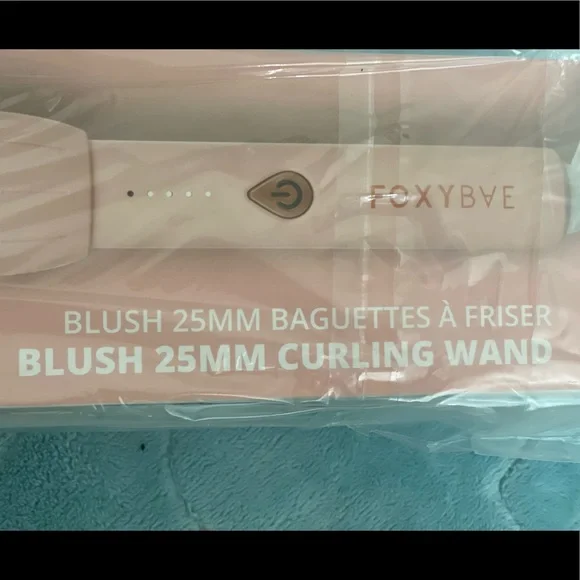 FOXYBAE
BLUSH 25MM BAGUETTES À FRISER
BLUSH 25MM CURLING WAND